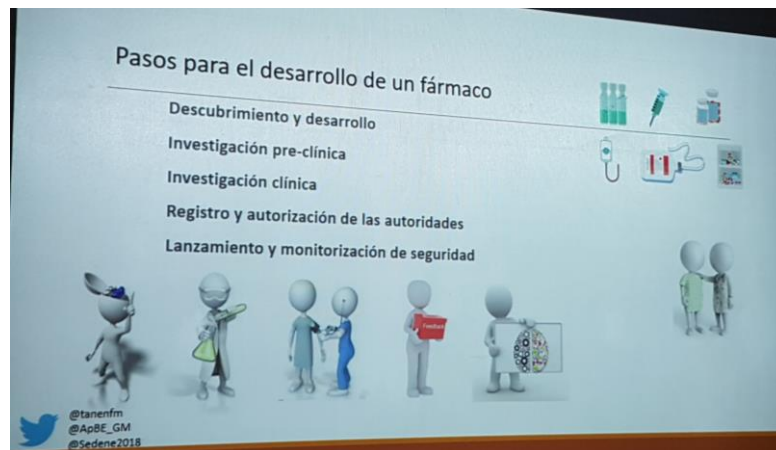 Pasos para el desarrollo de un fármaco
Descubrimiento y desarrollo
Investigación pre-clínica
Investigación clínica
Registro y autorización de las autoridades
Lanzamiento y monitorización de seguridad
Feedback
@tanenfm
@ApBE_GM
@Sedene2018